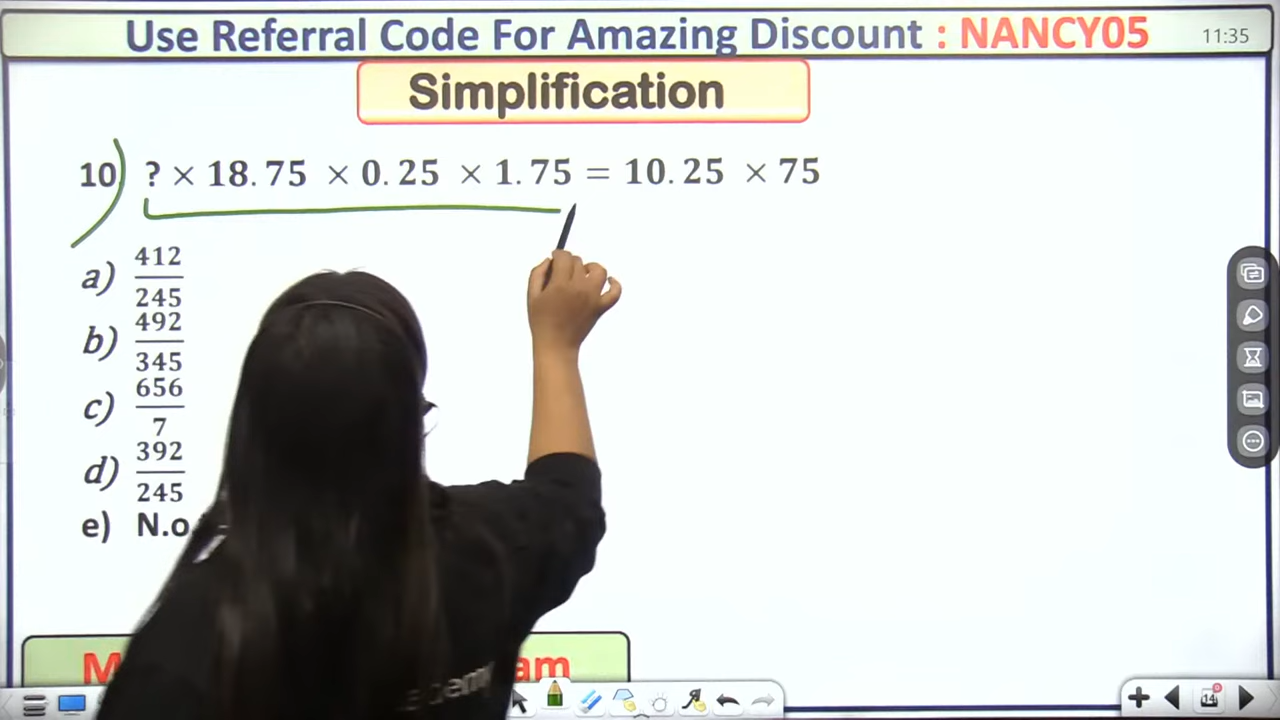 Use Referral Code For Amazing Discount : NANCY05
11:35
Simplification
10) ? × 18.75 × 0.25 × 1.75 = 10.25 × 75
a) 412/245
b) 492/345
c) 656/7
d) 392/245
e) N.o
14